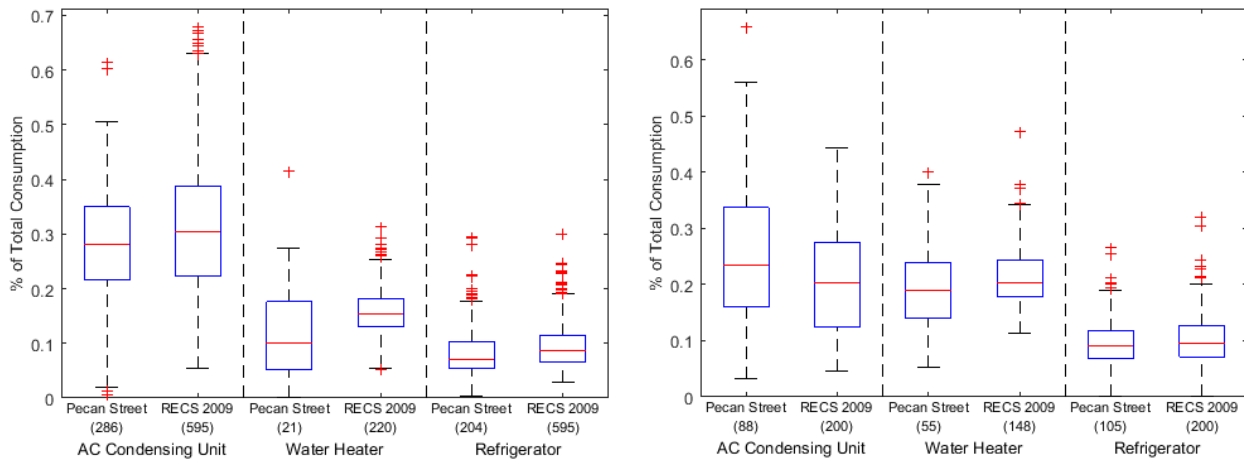 % of Total Consumption
0.6
0.5
0.4
0.3
0.2
0.1
0
Pecan Street RECS 2009 Pecan Street RECS 2009 Pecan Street RECS 2009
(286) (595) (21) (220) (204) (595)
AC Condensing Unit Water Heater Refrigerator
% of Total Consumption
0.6
0.5
0.4
0.3
0.2
0.1
0
Pecan Street RECS 2009 Pecan Street RECS 2009 Pecan Street RECS 2009
(88) (200) (55) (148) (105) (200)
AC Condensing Unit Water Heater Refrigerator